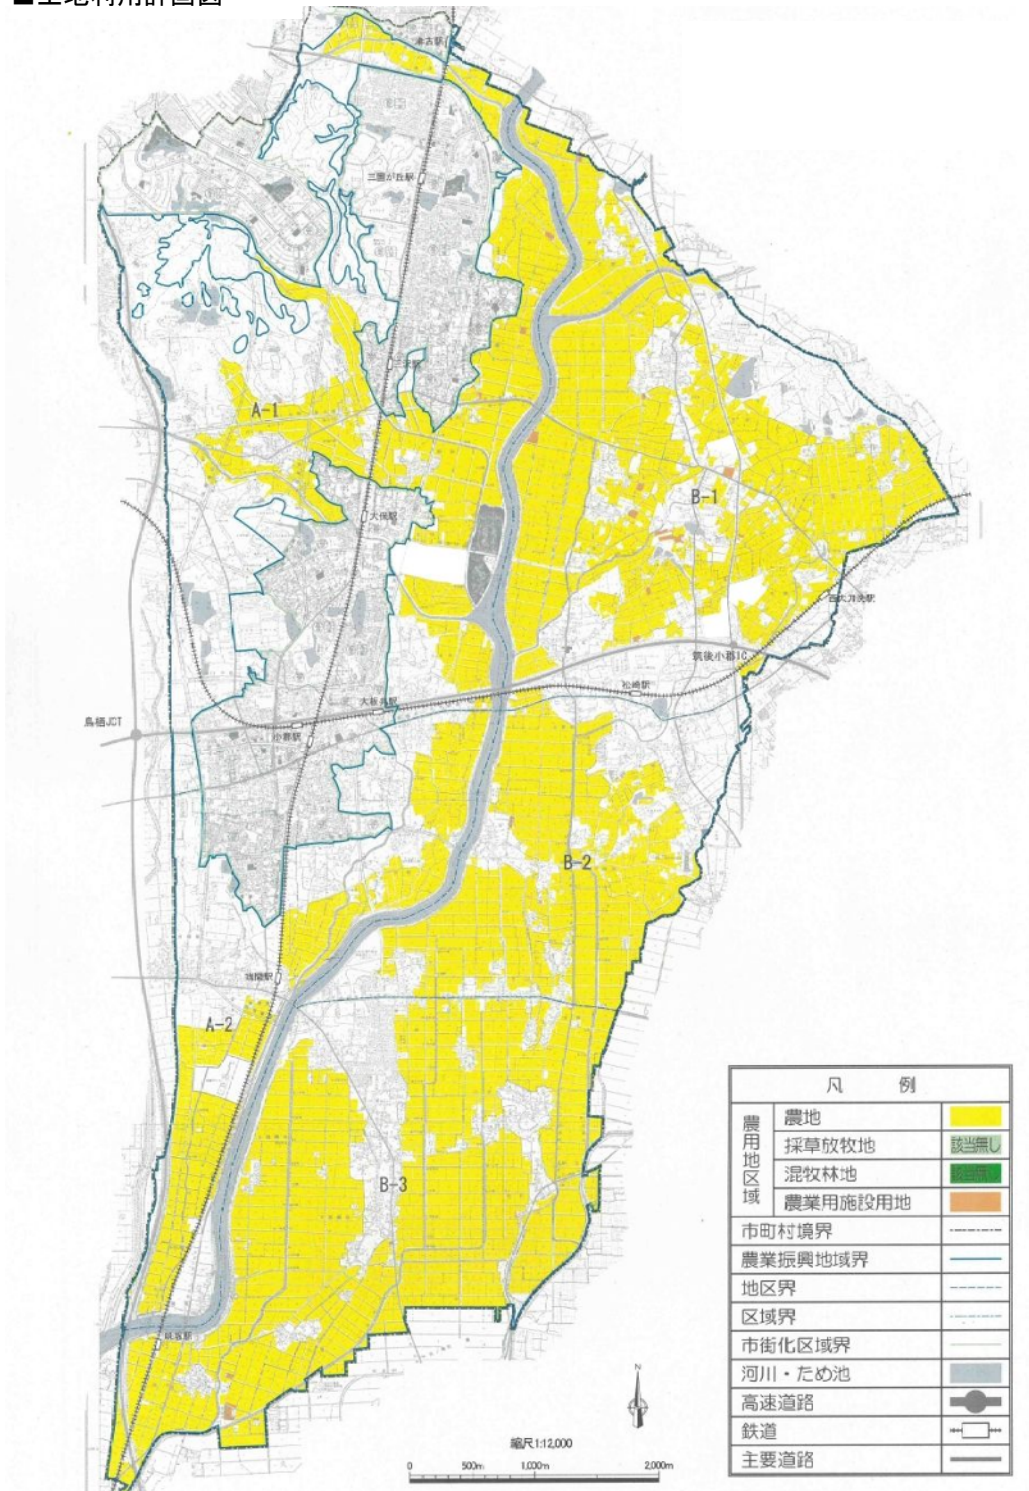 ■土地利用計画図
津古駅
三国が丘駅
三沢駅
A-1
大保駅
B-1
西大刀洗駅
筑後小郡IC
松崎駅
大板井駅
鳥栖JCT
小郡駅
B-2
端間駅
A-2
B-3
味坂駅
凡 例
農用地区域
農地
採草放牧地 該当無し
混牧林地 該当無し
農業用施設用地
市町村境界
農業振興地域界
地区界
区域界
市街化区域界
河川・ため池
高速道路
鉄道
主要道路
N
縮尺1:12,000
0 500m 1,000m 2,000m